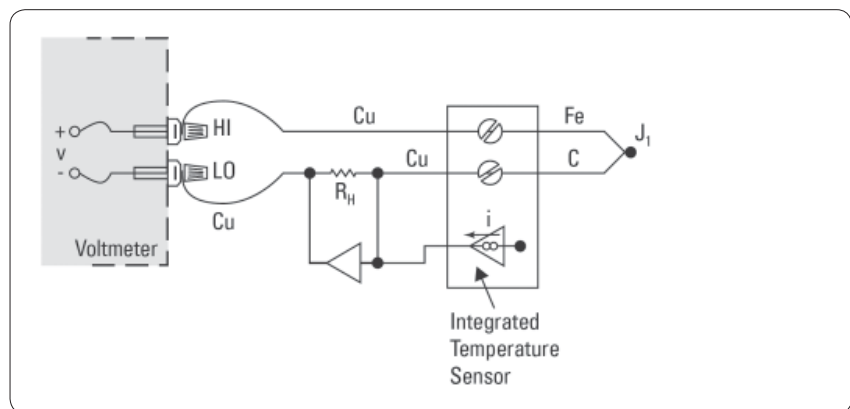 Cu
Fe
J1
HI
+
v
-
LO
Cu
C
RH
Cu
i
Voltmeter
Integrated
Temperature
Sensor